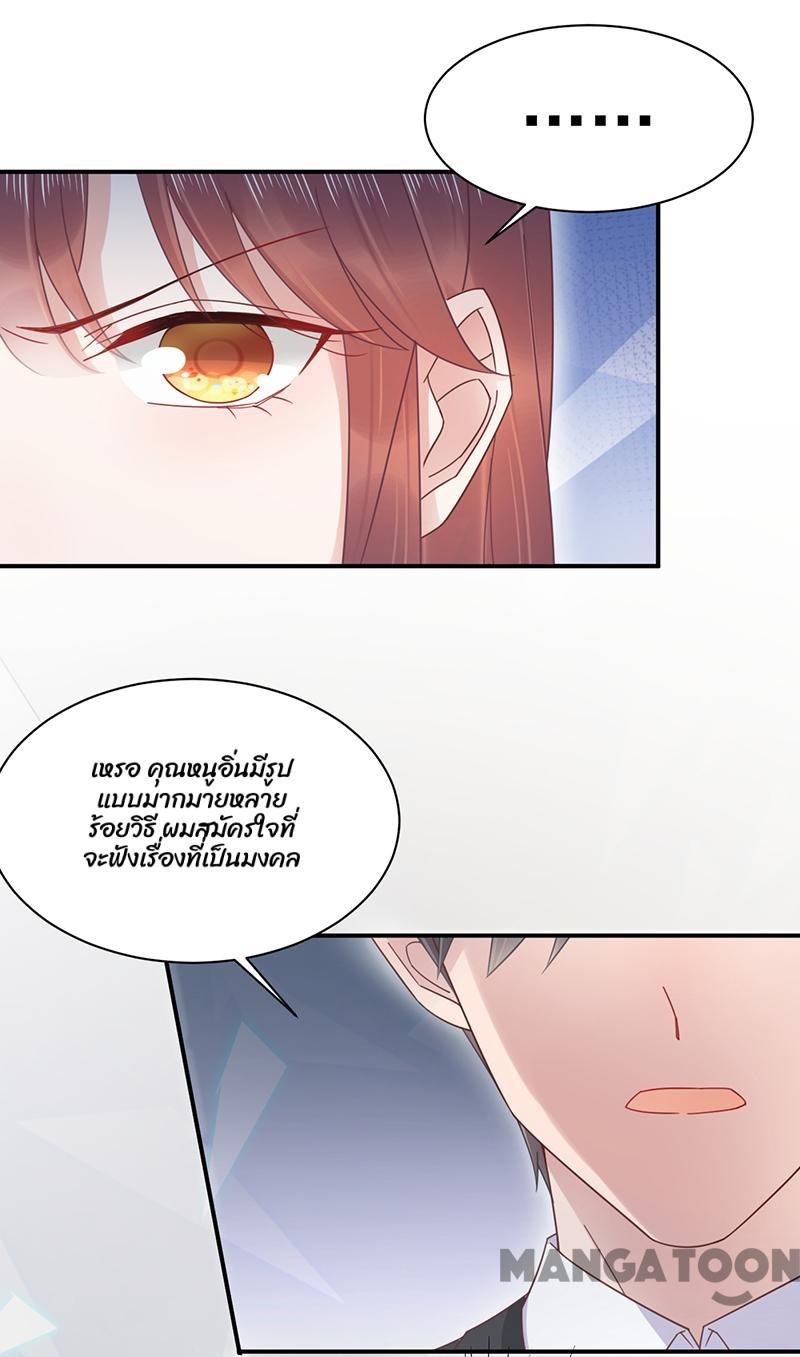 ......
เหรอ คุณหนูอิ่นมีรูป
แบบมากมายหลาย
ร้อยวิธี ผมสมัครใจที่
จะฟังเรื่องที่เป็นมงคล
MANGATOON